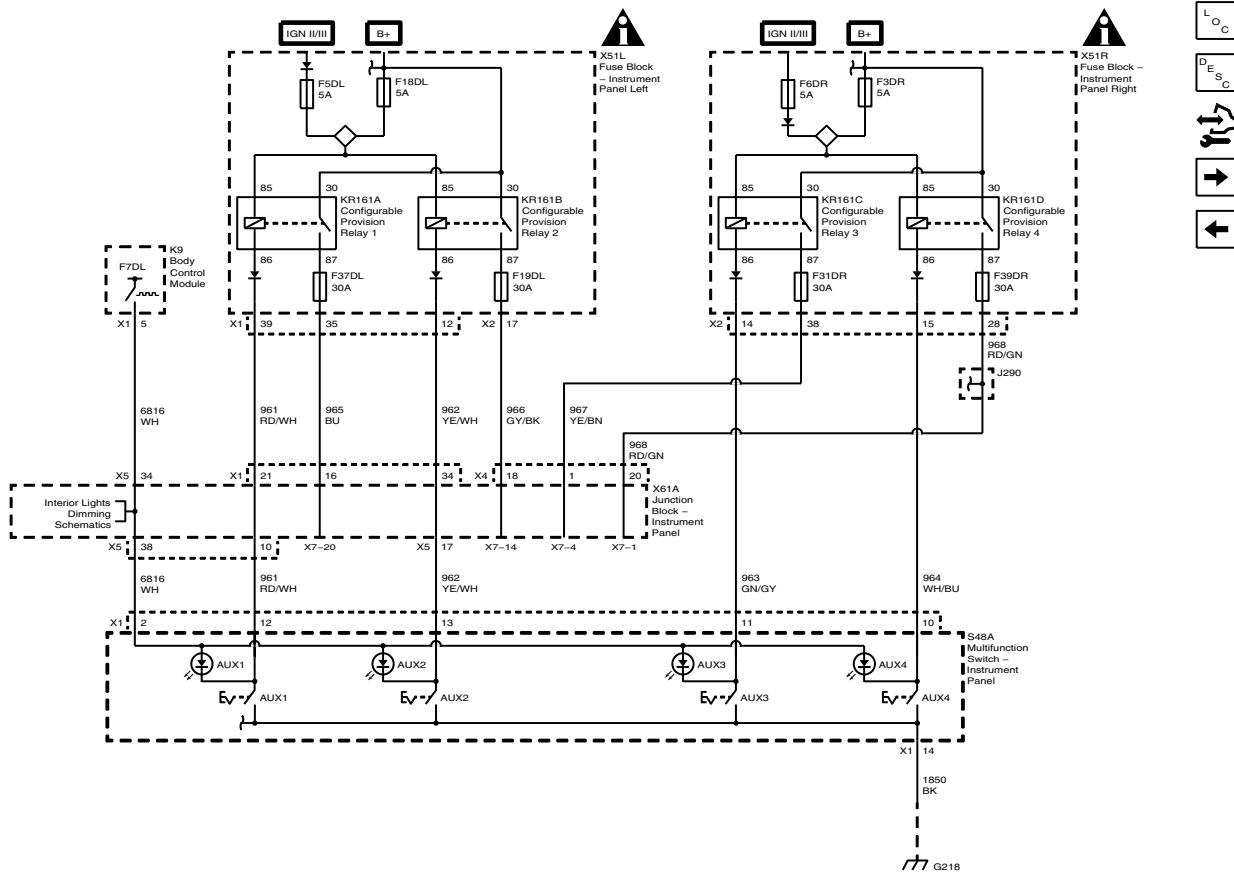 IGN II/III
B+
IGN II/III
B+
L
O
C
D
E
S
C
X51L
Fuse Block
– Instrument
Panel Left
F5DL
5A
F18DL
5A
X51R
Fuse Block –
Instrument
Panel Right
F6DR
5A
F3DR
5A
85
30
85
30
85
30
85
30
KR161A
Configurable
Provision
Relay 1
KR161B
Configurable
Provision
Relay 2
KR161C
Configurable
Provision
Relay 3
KR161D
Configurable
Provision
Relay 4
86
87
86
87
86
87
86
87
F37DL
30A
F19DL
30A
F31DR
30A
F39DR
30A
K9
Body
Control
Module
F7DL
X1 5
X1 39
35
12
X2 17
X2 14
38
15
28
968
RD/GN
J290
6816
WH
961
RD/WH
965
BU
962
YE/WH
966
GY/BK
967
YE/BN
968
RD/GN
X5 34
X1 21
16
34
X4 18
1
20
X61A
Junction
Block –
Instrument
Panel
Interior Lights
Dimming
Schematics
X5 38
10
X7–20
X5 17
X7–14
X7–4
X7–1
6816
WH
961
RD/WH
962
YE/WH
963
GN/GY
964
WH/BU
X1 2
12
13
11
10
S48A
Multifunction
Switch –
Instrument
Panel
AUX1
AUX2
AUX3
AUX4
AUX1
AUX2
AUX3
AUX4
X1 14
1850
BK
G218